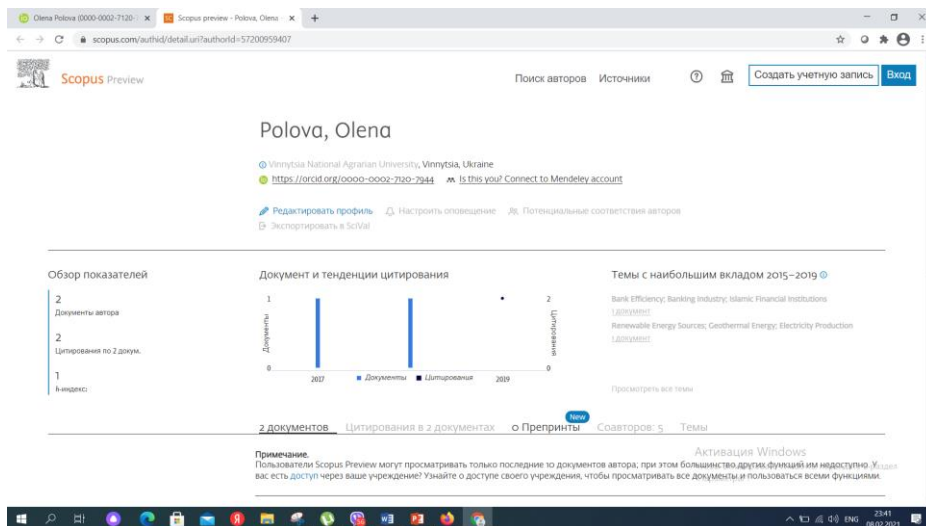 Olena Polova (0000-0002-7120-
Scopus preview - Polova, Olena -
scopus.com/authid/detail.uri?authorId=57200959407
Scopus Preview
Поиск авторов Источники
Создать учетную запись
Вход
Polova, Olena
Vinnytsia National Agrarian University, Vinnytsia, Ukraine
https://orcid.org/0000-0002-7120-7944 Is this you? Connect to Mendeley account
Редактировать профиль Настроить оповещение Потенциальные соответствия авторов
Экспортировать в SciVal
Обзор показателей
2
Документы автора
2
Цитирования по 2 докум.
1
h-индекс:
Документ и тенденции цитирования
1
Документы
0
2
Цитирования
0
2017
Документы Цитирования
2019
Темы с наибольшим вкладом 2015–2019
Bank Efficiency; Banking Industry; Islamic Financial Institutions
1 документ
Renewable Energy Sources; Geothermal Energy; Electricity Production
1 документ
Просмотреть все темы
New
2 документов Цитирования в 2 документах 0 Препринты Соавторов: 5 Темы
Примечание.
Пользователи Scopus Preview могут просматривать только последние 10 документов автора; при этом большинство других функций им недоступно. У
вас есть доступ через ваше учреждение? Узнайте о доступе своего учреждения, чтобы просматривать все документы и пользоваться всеми функциями.
Активация Windows
ENG
23:41
08.02.2021